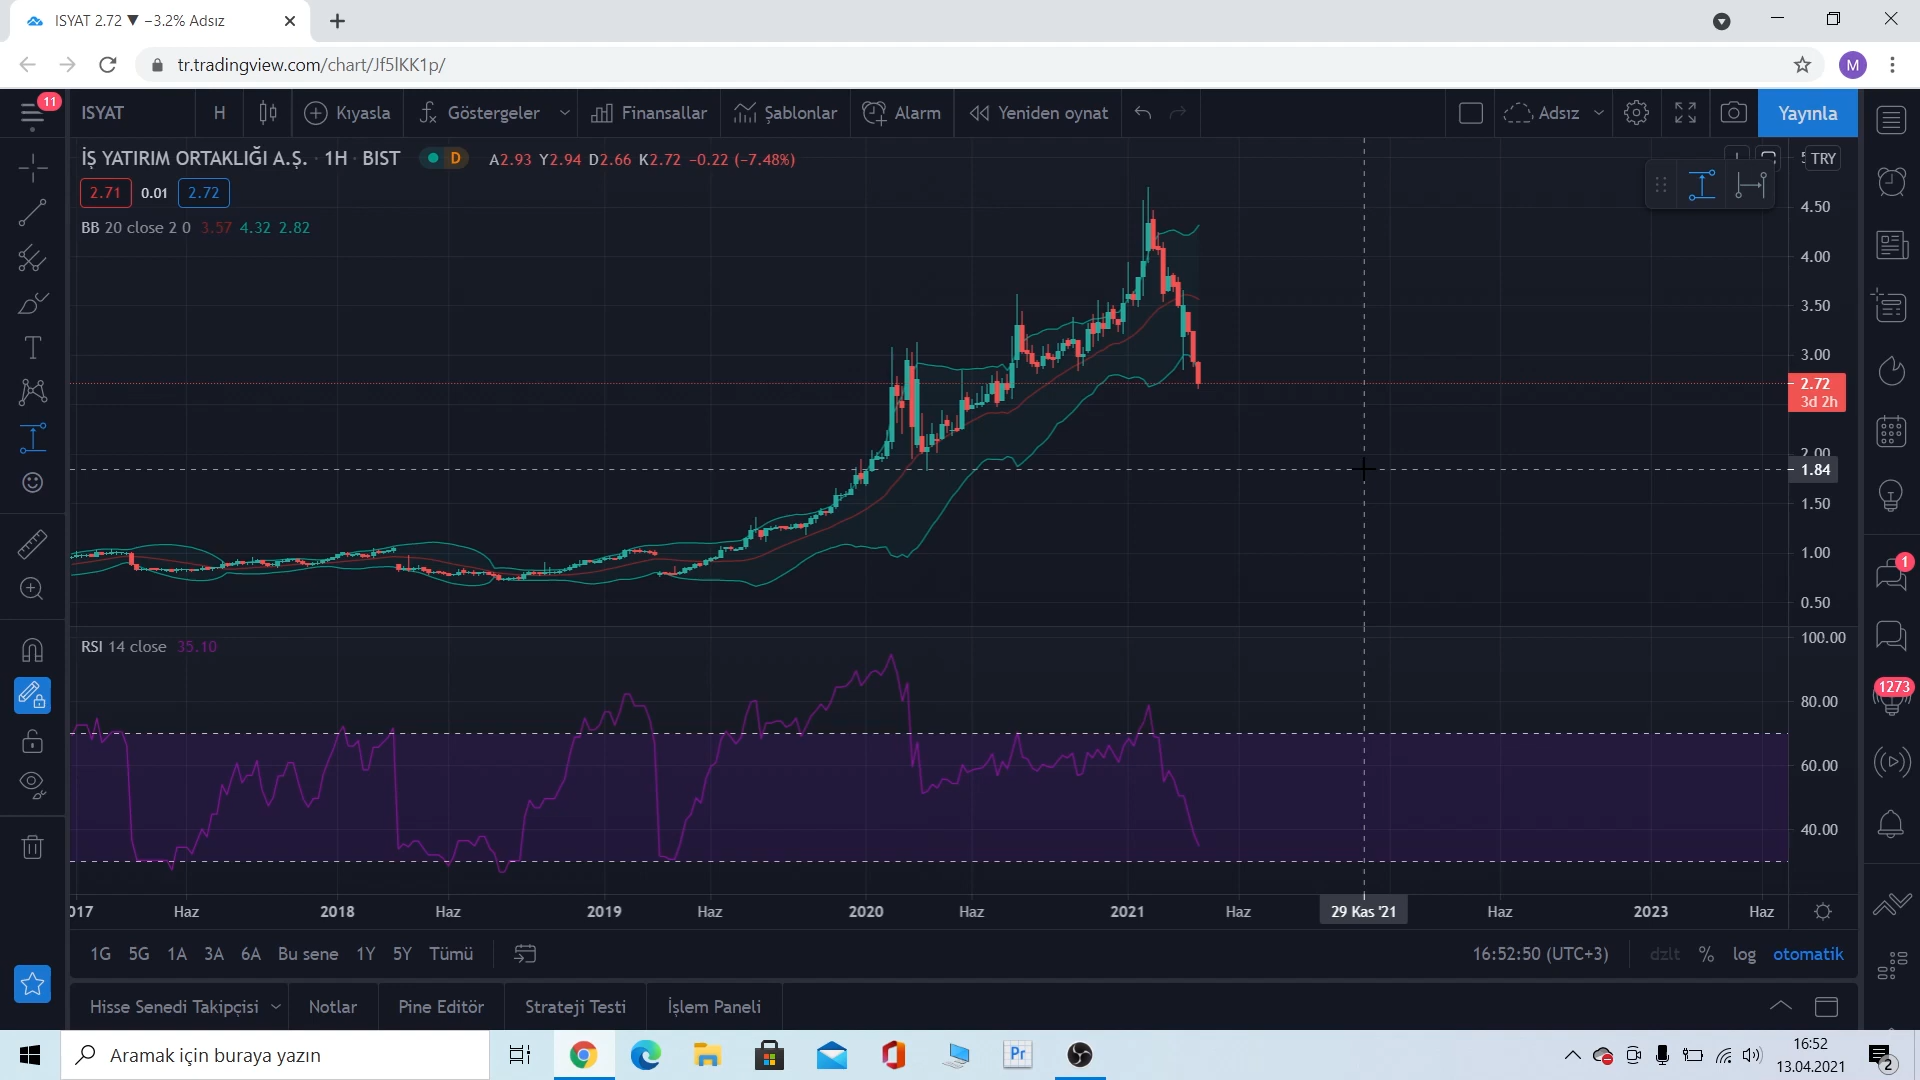 ISYAT 2.72 ▼ −3.2% Adsız
tr.tradingview.com/chart/Jf5lKK1p/
M
11
ISYAT
H
Kıyasla
Göstergeler
Finansallar
Şablonlar
Alarm
Yeniden oynat
Adsız
Yayınla
İŞ YATIRIM ORTAKLIĞI A.Ş. · 1H · BIST
D
A2.93 Y2.94 D2.66 K2.72 −0.22 (−7.48%)
TRY
2.71 0.01 2.72
BB 20 close 2 0 3.57 4.32 2.82
4.50
4.00
3.50
3.00
2.72
3d 2h
2.00
1.84
1.50
1.00
0.50
RSI 14 close 35.10
100.00
80.00
60.00
40.00
1
1273
017 Haz 2018 Haz 2019 Haz 2020 Haz 2021 Haz 29 Kas '21 Haz 2023 Haz
1G 5G 1A 3A 6A Bu sene 1Y 5Y Tümü
16:52:50 (UTC+3) dzlt % log otomatik
Hisse Senedi Takipçisi Notlar Pine Editör Strateji Testi İşlem Paneli
Aramak için buraya yazın
Pr
16:52
13.04.2021
2